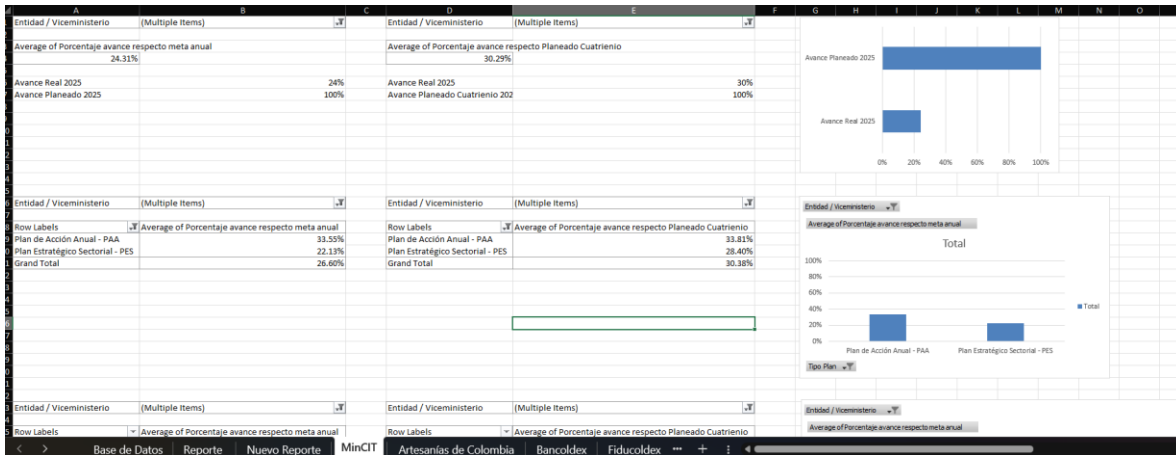 A B C D E F G H I J K L M N O
Entidad / Viceministerio (Multiple Items) Entidad / Viceministerio (Multiple Items)
Average of Porcentaje avance respecto meta anual Average of Porcentaje avance respecto Planeado Cuatrienio
24.31% 30.29%
Avance Real 2025 24% Avance Real 2025 30%
Avance Planeado 2025 100% Avance Planeado Cuatrienio 202 100%
Avance Planeado 2025
Avance Real 2025
0% 20% 40% 60% 80% 100%
Entidad / Viceministerio (Multiple Items) Entidad / Viceministerio (Multiple Items)
Row Labels Average of Porcentaje avance respecto meta anual Row Labels Average of Porcentaje avance respecto Planeado Cuatrienio
Plan de Acción Anual - PAA 33.55% Plan de Acción Anual - PAA 33.81%
Plan Estratégico Sectorial - PES 22.13% Plan Estratégico Sectorial - PES 28.40%
Grand Total 26.60% Grand Total 30.38%
Entidad / Viceministerio
Average of Porcentaje avance respecto meta anual
Total
100%
80%
60%
40%
20%
0%
Total
Plan de Acción Anual - PAA Plan Estratégico Sectorial - PES
Tipo Plan
Entidad / Viceministerio (Multiple Items) Entidad / Viceministerio (Multiple Items)
Row Labels Average of Porcentaje avance respecto meta anual Row Labels Average of Porcentaje avance respecto Planeado Cuatrienio
Entidad / Viceministerio
Average of Porcentaje avance respecto meta anual
Base de Datos Reporte Nuevo Reporte MinCIT Artesanías de Colombia Bancoldex Fiducoldex